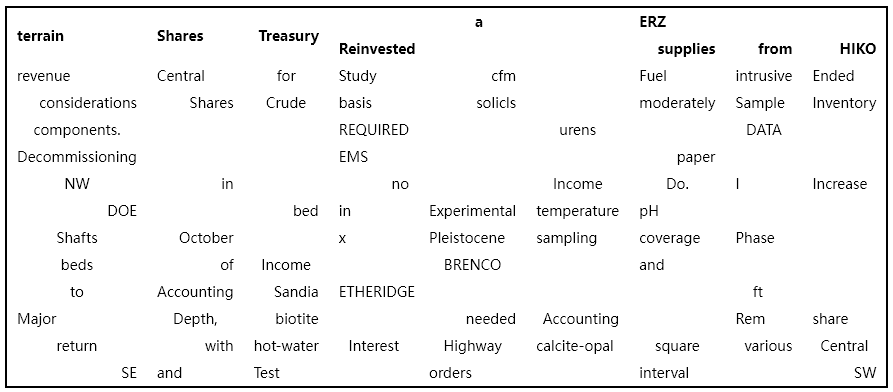 a ERZ
terrain Shares Treasury Reinvested supplies from HIKO
revenue Central for Study cfm Fuel intrusive Ended
considerations Shares Crude basis solicls moderately Sample Inventory
components. REQUIRED urens DATA
Decommissioning EMS paper
NW in no Income Do. I Increase
DOE bed in Experimental temperature pH
Shafts October x Pleistocene sampling coverage Phase
beds of Income BRENCO and
to Accounting Sandia ETHERIDGE ft
Major Depth, biotite needed Accounting Rem share
return with hot-water Interest Highway calcite-opal square various Central
SE and Test orders interval SW